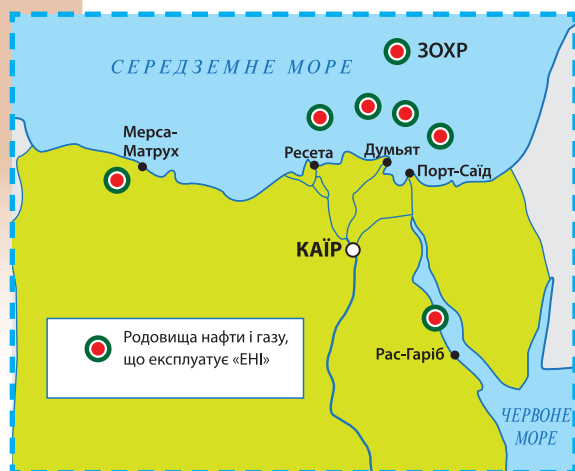 ЗОХР
СЕРЕДЗЕМНЕ МОРЕ
Мерса-
Матрух
Ресета
Думьят
Порт-Саїд
КАЇР
Родовища нафти і газу,
що експлуатує «ЕНІ»
Рас-Гаріб
ЧЕРВОНЕ
МОРЕ